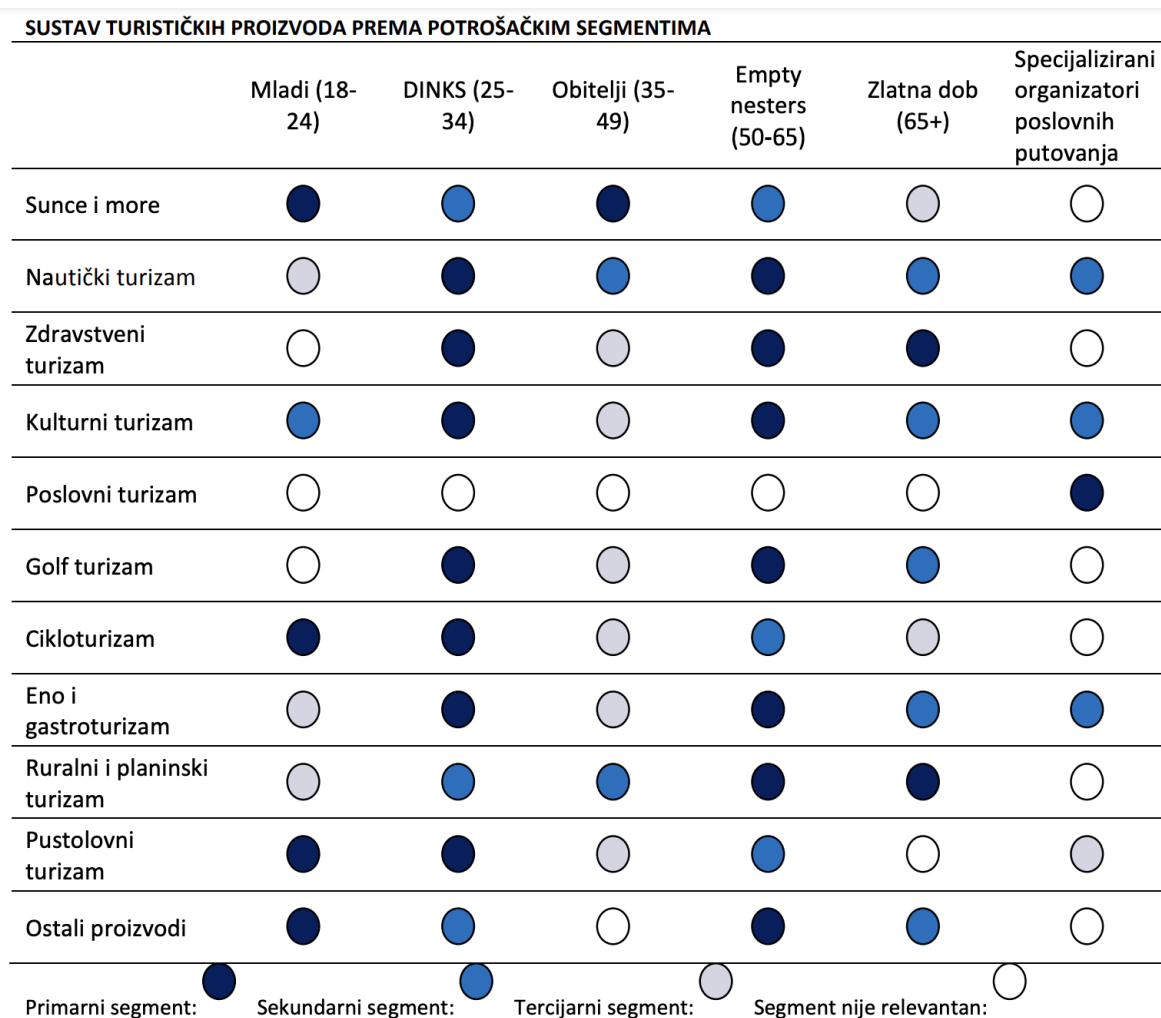 SUSTAV TURISTIČKIH PROIZVODA PREMA POTROŠAČKIM SEGMENTIMA
Mladi (18-
24)
DINKS (25-
34)
Obitelji (35-
49)
Empty
nesters
(50-65)
Zlatna dob
(65+)
Specijalizirani
organizatori
poslovnih
putovanja
Sunce i more
Nautički turizam
Zdravstveni
turizam
Kulturni turizam
Poslovni turizam
Golf turizam
Cikloturizam
Eno i
gastroturizam
Ruralni i planinski
turizam
Pustolovni
turizam
Ostali proizvodi
Primarni segment:
Sekundarni segment:
Tercijarni segment:
Segment nije relevantan: